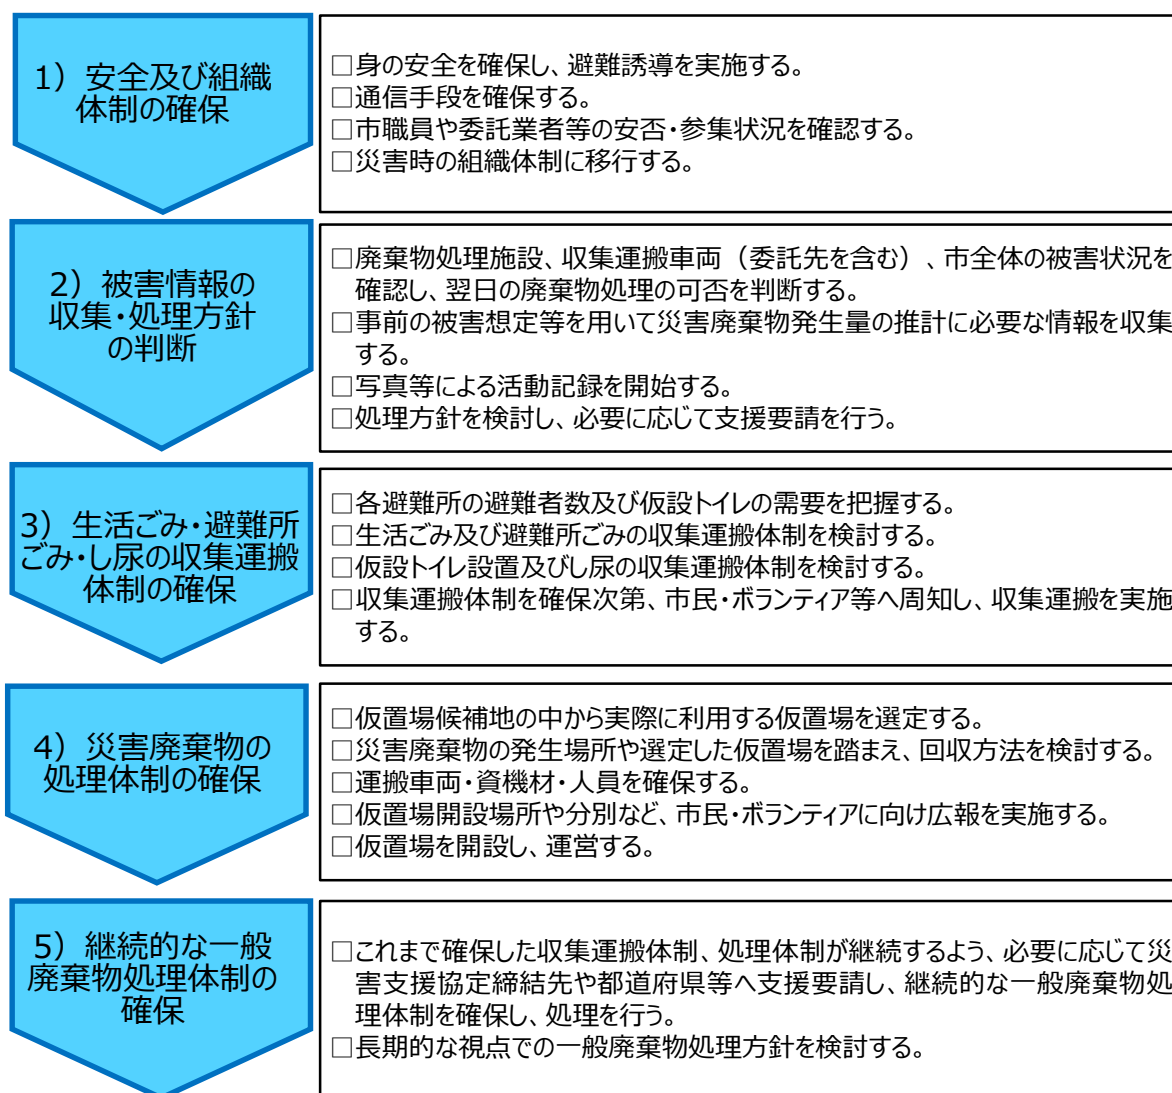 1）安全及び組織
体制の確保
□身の安全を確保し、避難誘導を実施する。
□通信手段を確保する。
□市職員や委託業者等の安否・参集状況を確認する。
□災害時の組織体制に移行する。
2）被害情報の
収集・処理方針
の判断
□廃棄物処理施設、収集運搬車両（委託先を含む）、市全体の被害状況を
確認し、翌日の廃棄物処理の可否を判断する。
□事前の被害想定等を用いて災害廃棄物発生量の推計に必要な情報を収集
する。
□写真等による活動記録を開始する。
□処理方針を検討し、必要に応じて支援要請を行う。
3）生活ごみ・避難所
ごみ・し尿の収集運搬
体制の確保
□各避難所の避難者数及び仮設トイレの需要を把握する。
□生活ごみ及び避難所ごみの収集運搬体制を検討する。
□仮設トイレ設置及びし尿の収集運搬体制を検討する。
□収集運搬体制を確保次第、市民・ボランティア等へ周知し、収集運搬を実施
する。
4）災害廃棄物の
処理体制の確保
□仮置場候補地の中から実際に利用する仮置場を選定する。
□災害廃棄物の発生場所や選定した仮置場を踏まえ、回収方法を検討する。
□運搬車両・資機材・人員を確保する。
□仮置場開設場所や分別など、市民・ボランティアに向け広報を実施する。
□仮置場を開設し、運営する。
5）継続的な一般
廃棄物処理体制の
確保
□これまで確保した収集運搬体制、処理体制が継続するよう、必要に応じて災
害支援協定締結先や都道府県等へ支援要請し、継続的な一般廃棄物処
理体制を確保し、処理を行う。
□長期的な視点での一般廃棄物処理方針を検討する。